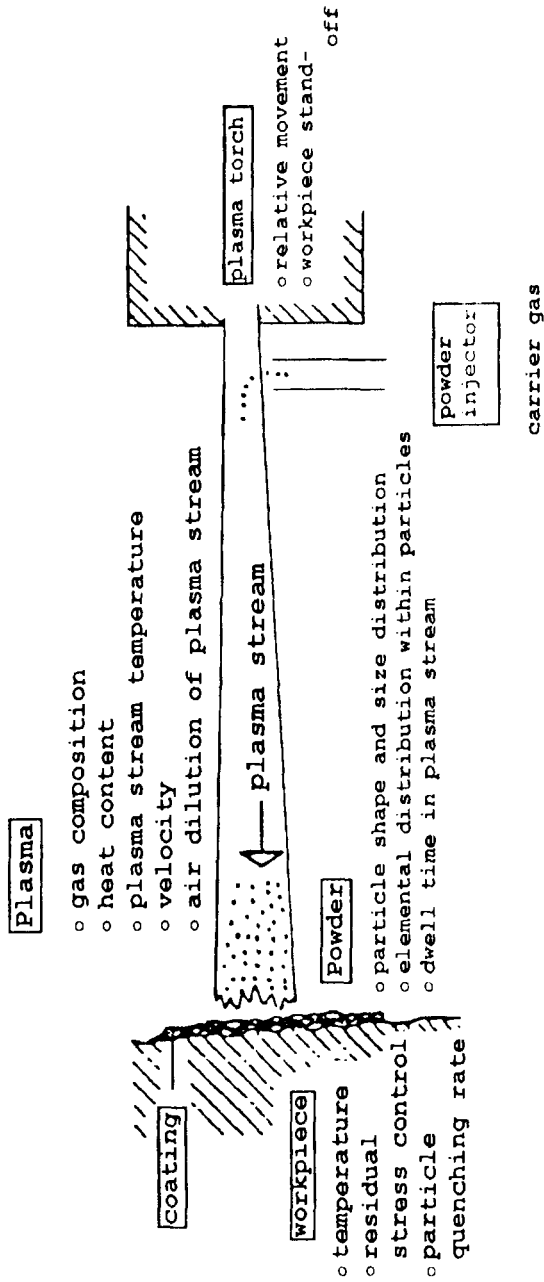 Plasma
o gas composition
o heat content
o plasma stream temperature
o velocity
o air dilution of plasma stream
coating
plasma stream
plasma torch
o relative movement
o workpiece stand-
off
workpiece
o temperature
o residual
stress control
o particle
quenching rate
Powder
o particle shape and size distribution
o elemental distribution within particles
o dwell time in plasma stream
powder
injector
carrier gas